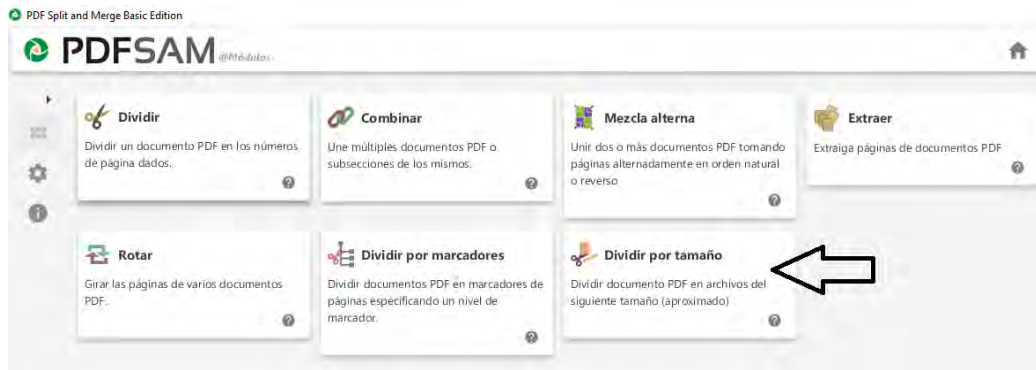 PDF Split and Merge Basic Edition
PDFSAM @Módulos
Dividir
Dividir un documento PDF en los números
de página dados.
Combinar
Une múltiples documentos PDF o
subsecciones de los mismos.
Mezcla alterna
Unir dos o más documentos PDF tomando
páginas alternadamente en orden natural
o reverso
Extraer
Extraiga páginas de documentos PDF
Rotar
Girar las páginas de varios documentos
PDF.
Dividir por marcadores
Dividir documentos PDF en marcadores de
páginas especificando un nivel de
marcador.
Dividir por tamaño
Dividir documento PDF en archivos del
siguiente tamaño (aproximado)